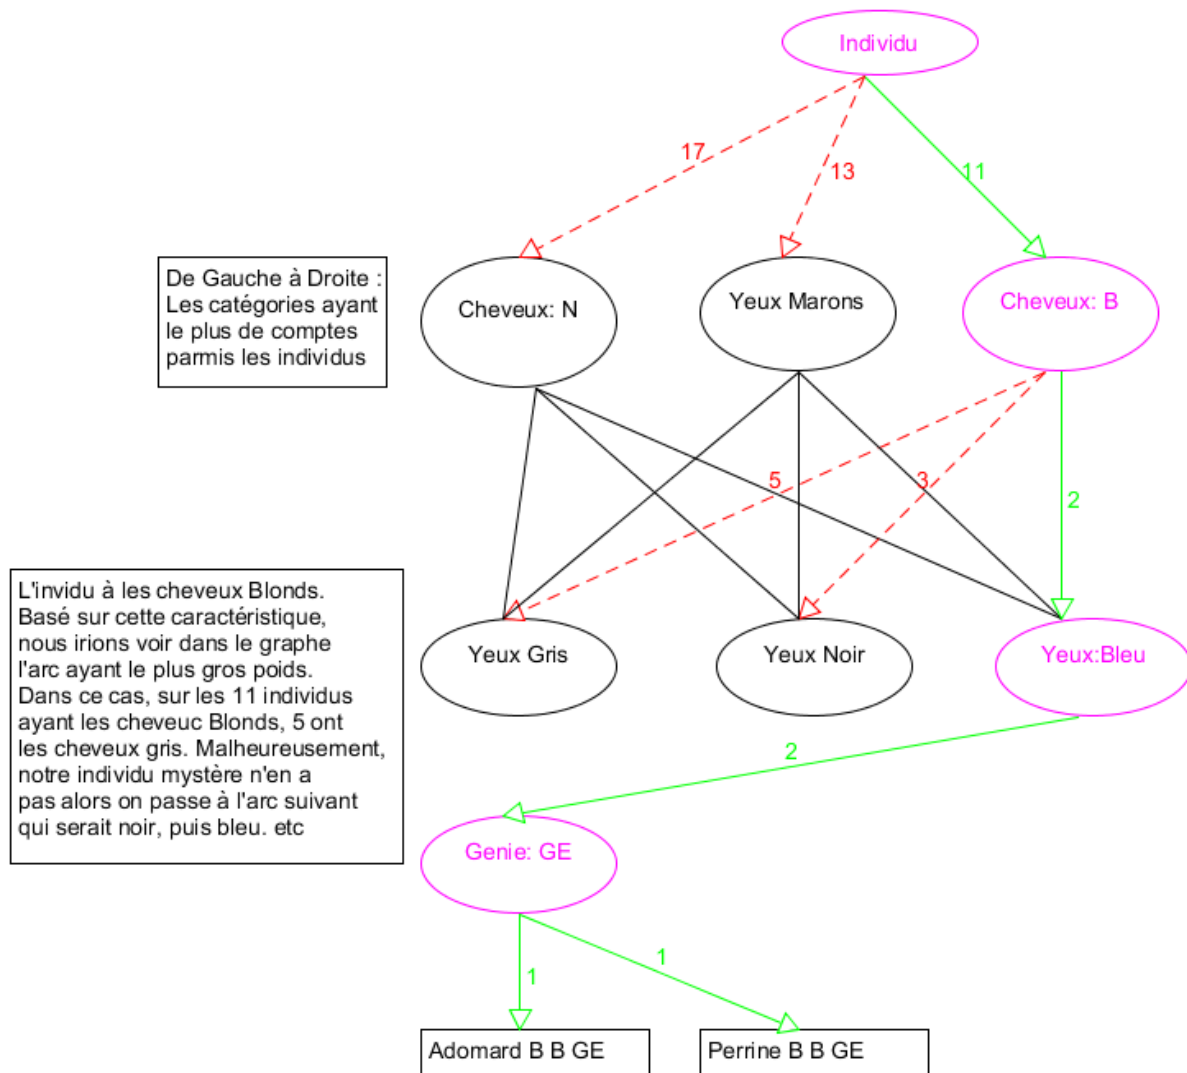 Individu
17
13
11
De Gauche à Droite :
Les catégories ayant
le plus de comptes
parmis les individus
Cheveux: N
Yeux Marons
Cheveux: B
5
3
2
L'invidu à les cheveux Blonds.
Basé sur cette caractéristique,
nous irions voir dans le graphe
l'arc ayant le plus gros poids.
Dans ce cas, sur les 11 individus
ayant les cheveuc Blonds, 5 ont
les cheveux gris. Malheureusement,
notre individu mystère n'en a
pas alors on passe à l'arc suivant
qui serait noir, puis bleu. etc
Yeux Gris
Yeux Noir
Yeux:Bleu
2
Genie: GE
1
1
Adomard B B GE
Perrine B B GE